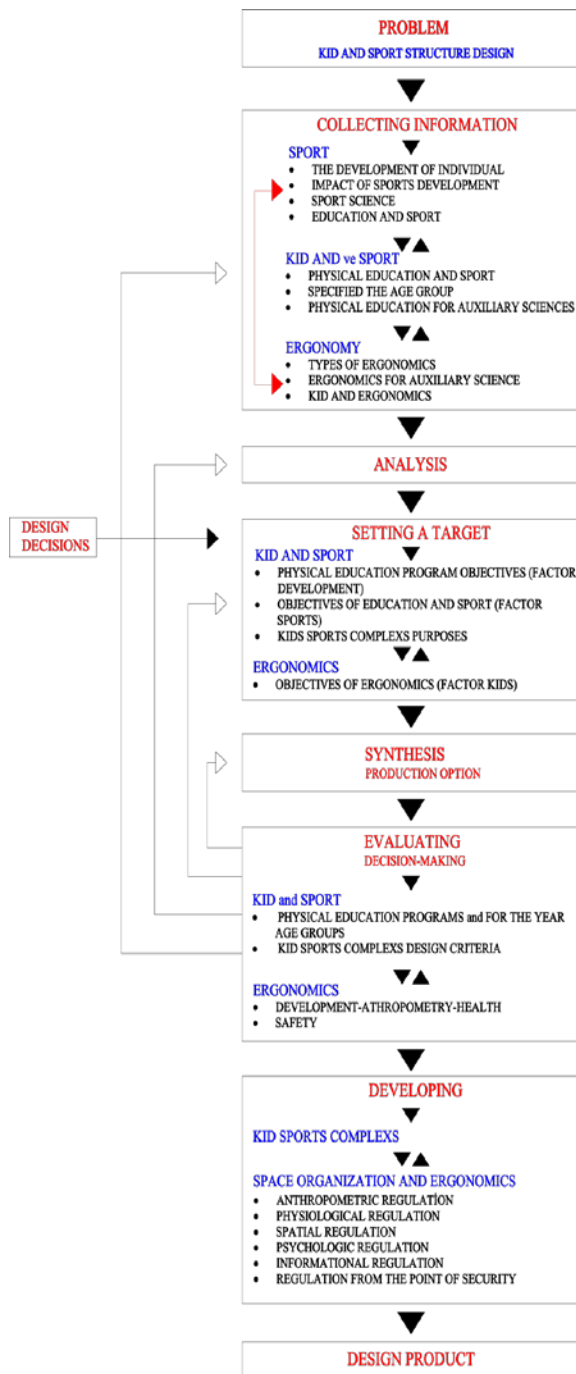 PROBLEM
KID AND SPORT STRUCTURE DESIGN
COLLECTING INFORMATION
SPORT
• THE DEVELOPMENT OF INDIVIDUAL
• IMPACT OF SPORTS DEVELOPMENT
• SPORT SCIENCE
• EDUCATION AND SPORT
KID AND ve SPORT
• PHYSICAL EDUCATION AND SPORT
• SPECIFIED THE AGE GROUP
• PHYSICAL EDUCATION FOR AUXILIARY SCIENCES
ERGONOMY
• TYPES OF ERGONOMICS
• ERGONOMICS FOR AUXILIARY SCIENCE
• KID AND ERGONOMICS
ANALYSIS
DESIGN
DECISIONS
SETTING A TARGET
KID AND SPORT
• PHYSICAL EDUCATION PROGRAM OBJECTIVES (FACTOR
DEVELOPMENT)
• OBJECTIVES OF EDUCATION AND SPORT (FACTOR
SPORTS)
• KIDS SPORTS COMPLEXS PURPOSES
ERGONOMICS
• OBJECTIVES OF ERGONOMICS (FACTOR KIDS)
SYNTHESIS
PRODUCTION OPTION
EVALUATING
DECISION-MAKING
KID and SPORT
• PHYSICAL EDUCATION PROGRAMS and FOR THE YEAR
AGE GROUPS
• KID SPORTS COMPLEXS DESIGN CRITERIA
ERGONOMICS
• DEVELOPMENT-ATHROPOMETRY-HEALTH
• SAFETY
DEVELOPING
KID SPORTS COMPLEXS
SPACE ORGANIZATION AND ERGONOMICS
• ANTHROPOMETRIC REGULATİON
• PHYSIOLOGICAL REGULATION
• SPATIAL REGULATION
• PSYCHOLOGIC REGULATION
• INFORMATIONAL REGULATION
• REGULATION FROM THE POINT OF SECURITY
DESIGN PRODUCT